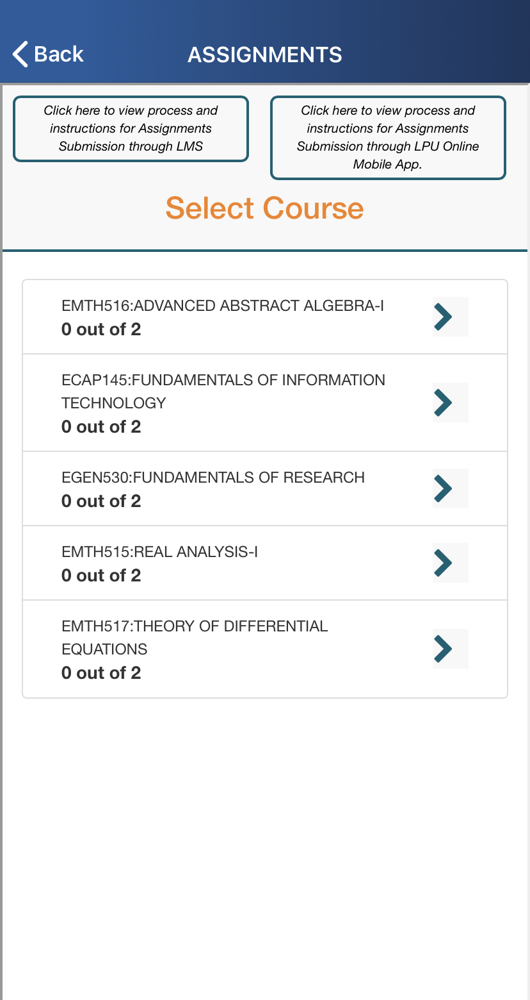 Back
ASSIGNMENTS
Click here to view process and
instructions for Assignments
Submission through LMS
Click here to view process and
instructions for Assignments
Submission through LPU Online
Mobile App.
Select Course
EMTH516:ADVANCED ABSTRACT ALGEBRA-I
0 out of 2
ECAP145:FUNDAMENTALS OF INFORMATION
TECHNOLOGY
0 out of 2
EGEN530:FUNDAMENTALS OF RESEARCH
0 out of 2
EMTH515:REAL ANALYSIS-I
0 out of 2
EMTH517:THEORY OF DIFFERENTIAL
EQUATIONS
0 out of 2